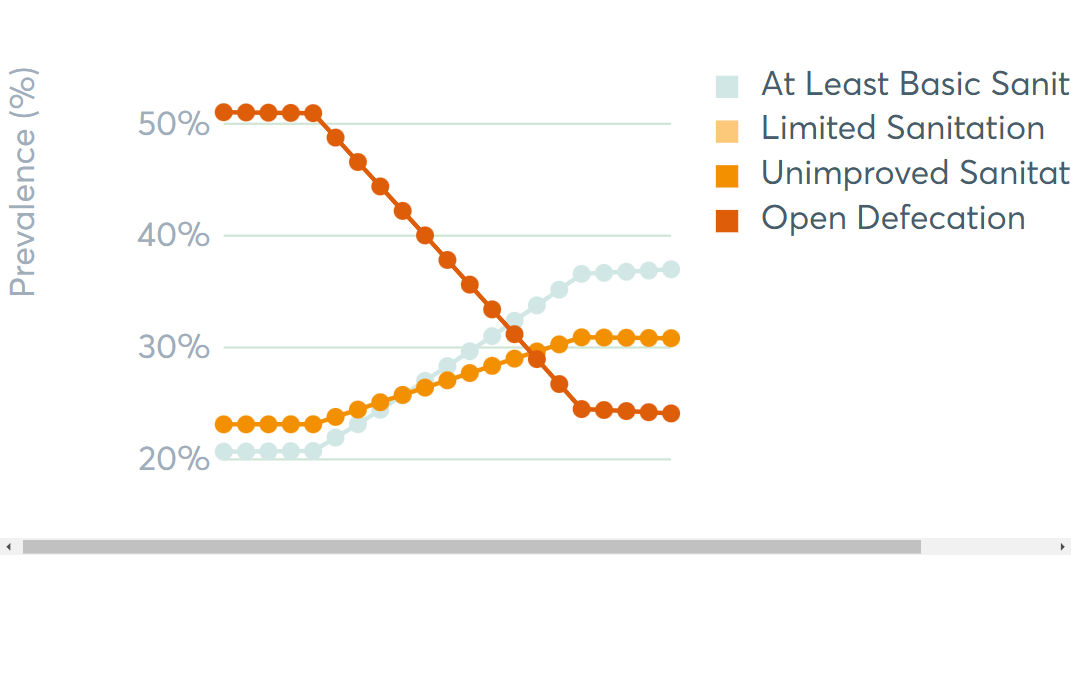 Prevalence (%)
50%
40%
30%
20%
At Least Basic Sanit
Limited Sanitation
Unimproved Sanitat
Open Defecation